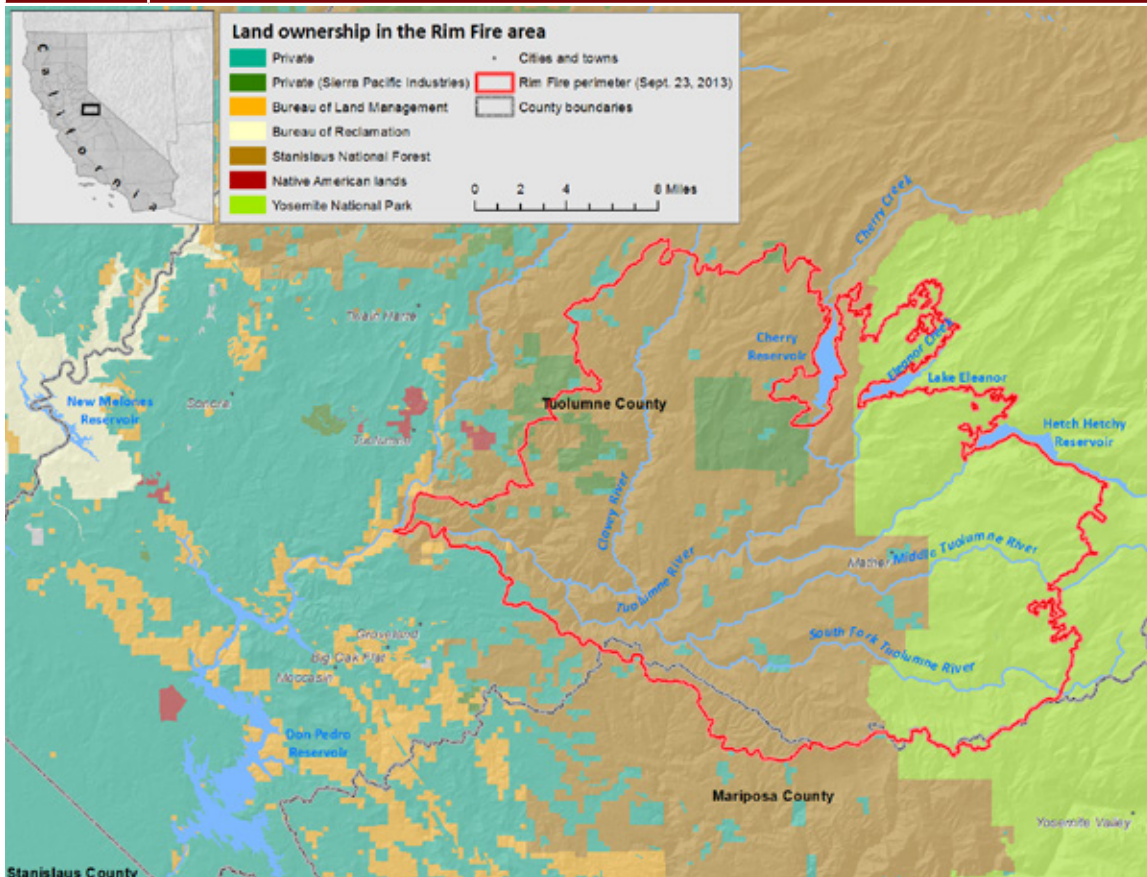 California
Land ownership in the Rim Fire area
Private
Private (Sierra Pacific Industries)
Bureau of Land Management
Bureau of Reclamation
Stanislaus National Forest
Native American lands
Yosemite National Park
Cities and towns
Rim Fire perimeter (Sept. 23, 2013)
County boundaries
0 2 4 8 Miles
Cherry Creek
Twain Harte
Cherry
Reservoir
Eleanor Creek
Lake Eleanor
New Melones
Reservoir
Sonora
Tuolumne County
Hetch Hetchy
Reservoir
Tuolumne
Clavey River
Middle Tuolumne River
Mather
Tuolumne River
Groveland
South Fork Tuolumne River
Big Oak Flat
Moccasin
Don Pedro
Reservoir
Mariposa County
Yosemite Valley
Stanislaus County